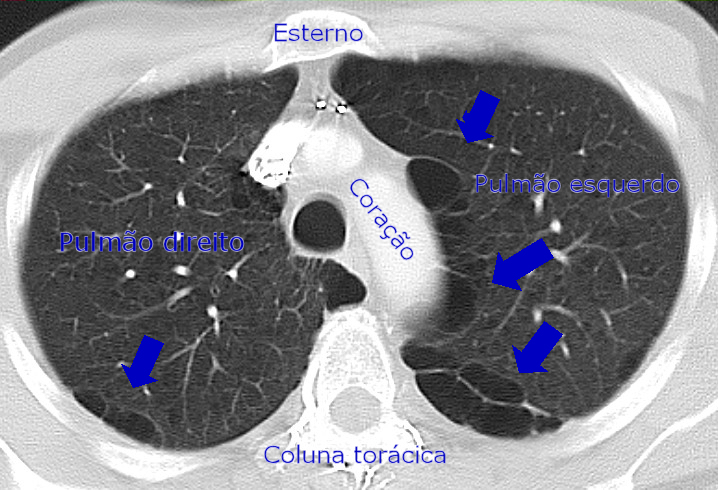 Esterno
Pulmão esquerdo
Coração
Pulmão direito
Coluna torácica